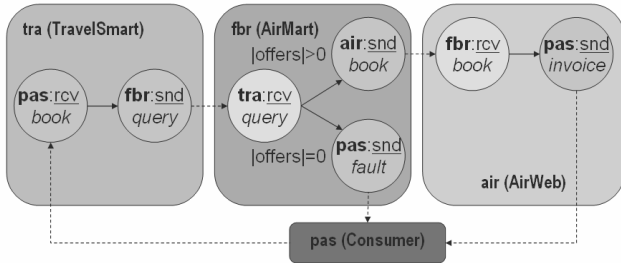 tra (TravelSmart)
pas:rcv
book
fbr:snd
query
fbr (AirMart)
|offers|>0
air:snd
book
tra:rcv
query
|offers|=0
pas:snd
fault
fbr:rcv
book
pas:snd
invoice
air (AirWeb)
pas (Consumer)